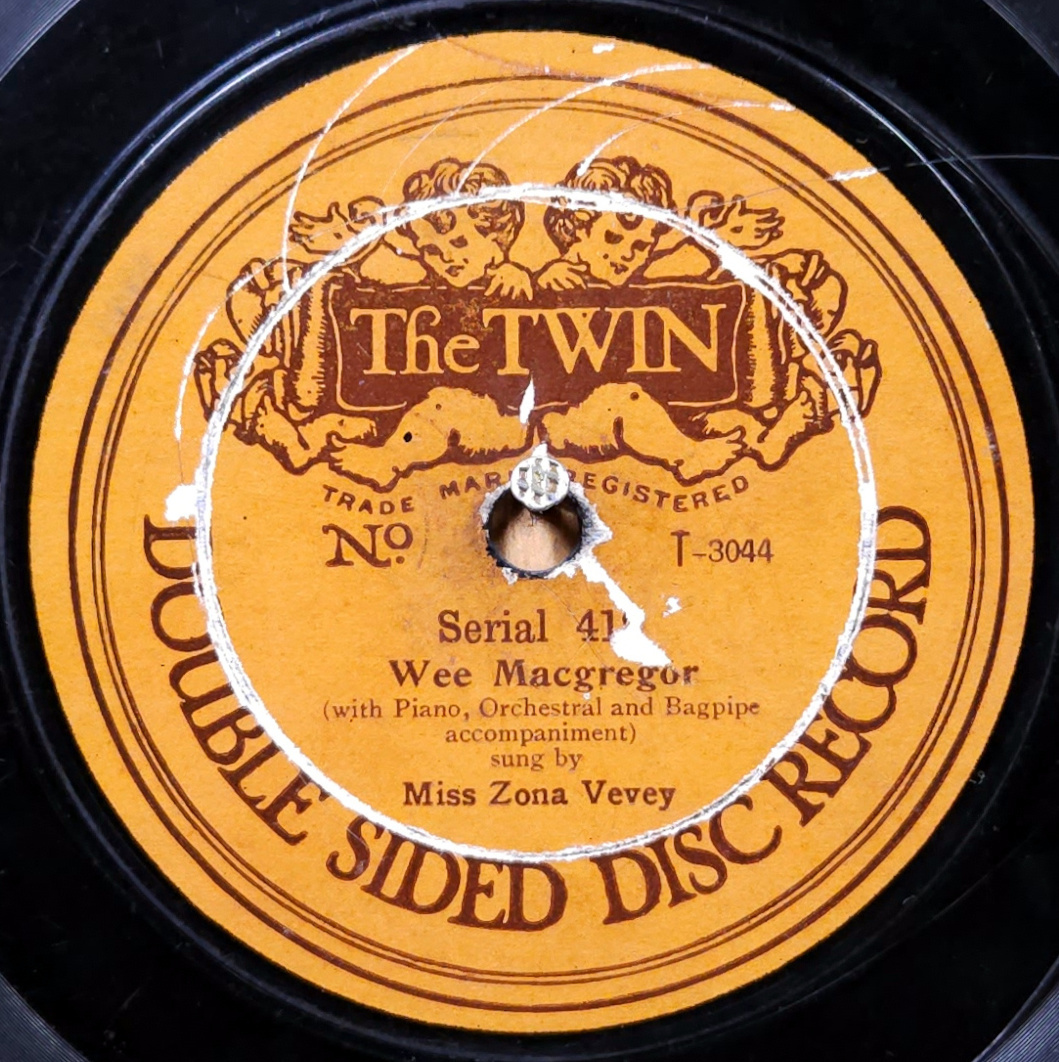 The TWIN
TRADE MARK REGISTERED
No T-3044
Serial
Wee Macgregor
(with Piano, Orchestral and Bagpipe
accompaniment)
sung by
Miss Zona Vevey
DOUBLE SIDED DISC RECORD